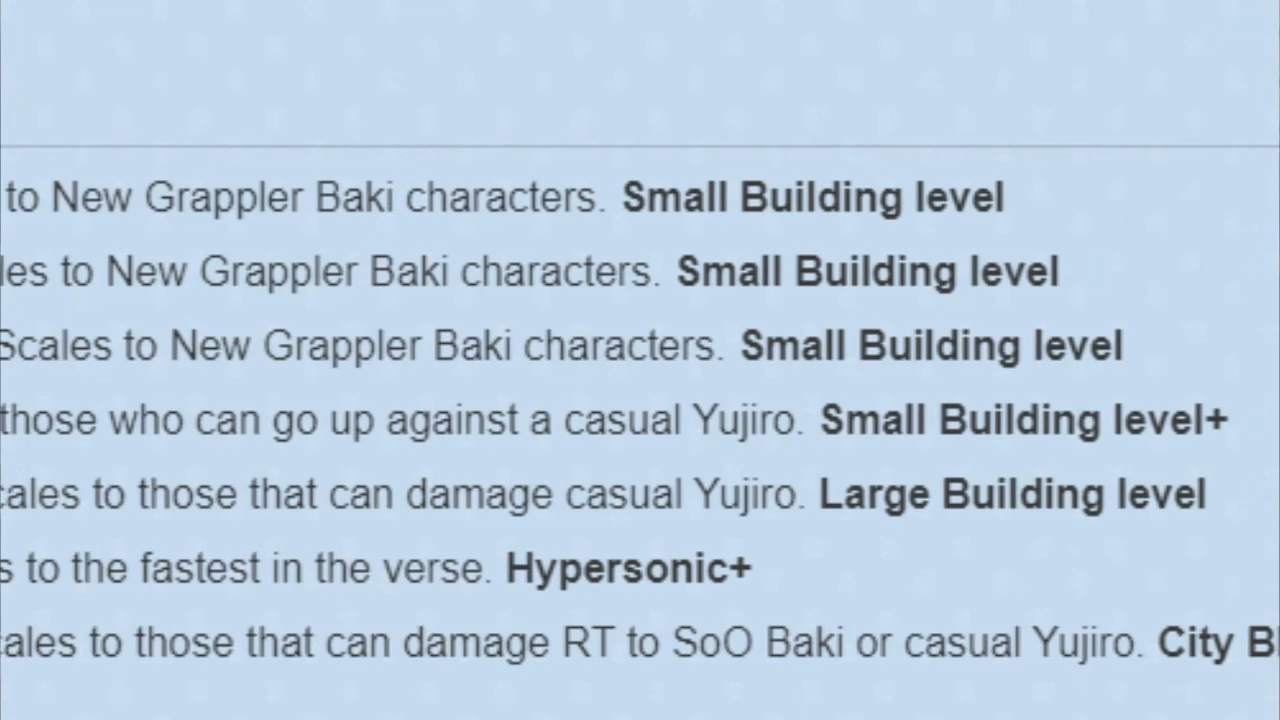 to New Grappler Baki characters. Small Building level
les to New Grappler Baki characters. Small Building level
Scales to New Grappler Baki characters. Small Building level
those who can go up against a casual Yujiro. Small Building level+
cales to those that can damage casual Yujiro. Large Building level
s to the fastest in the verse. Hypersonic+
cales to those that can damage RT to SoO Baki or casual Yujiro. City B